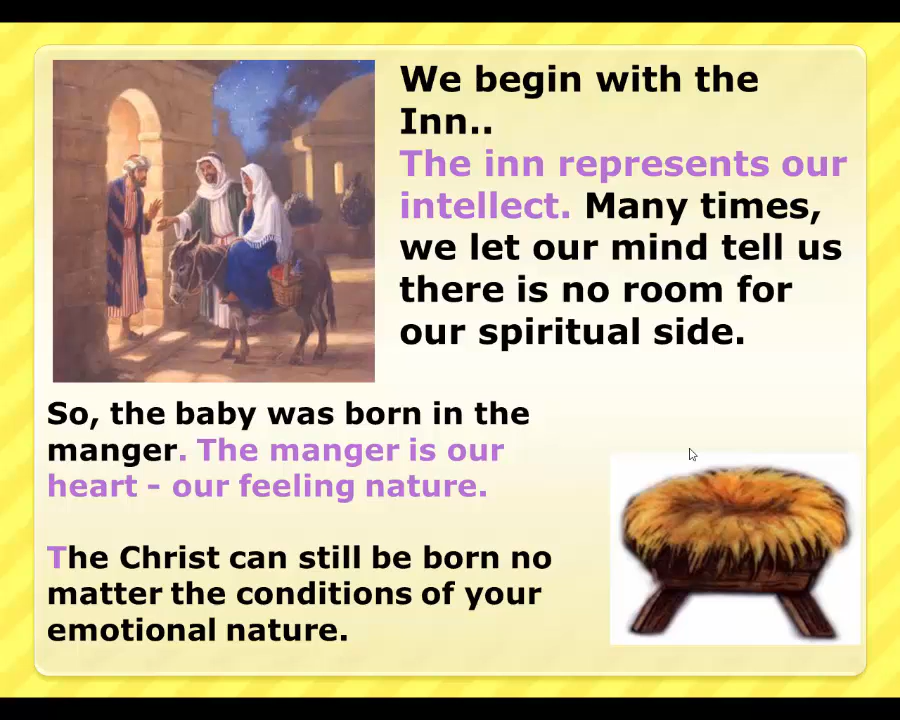 We begin with the
Inn..
The inn represents our
intellect. Many times,
we let our mind tell us
there is no room for
our spiritual side.
So, the baby was born in the
manger. The manger is our
heart - our feeling nature.
The Christ can still be born no
matter the conditions of your
emotional nature.